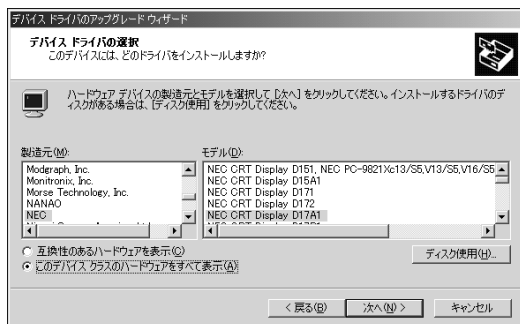 デバイス ドライバのアップグレード ウィザード
デバイス ドライバの選択
このデバイスには、どのドライバをインストールしますか?
ハードウェア デバイスの製造元とモデルを選択して [次へ] をクリックしてください。インストールするドライバのデ
ィスクがある場合は、[ディスク使用] をクリックしてください。
製造元(M):
Modgraph, Inc.
Monitronix, Inc.
Morse Technology, Inc.
NANAO
NEC
モデル(D):
NEC CRT Display D151, NEC PC-9821Xc13/S5,V13/S5,V16/S5
NEC CRT Display D15A1
NEC CRT Display D171
NEC CRT Display D172
NEC CRT Display D17A1
互換性のあるハードウェアを表示(C)
このデバイス クラスのハードウェアをすべて表示(A)
ディスク使用(H)...
< 戻る(B)
次へ(N) >
キャンセル